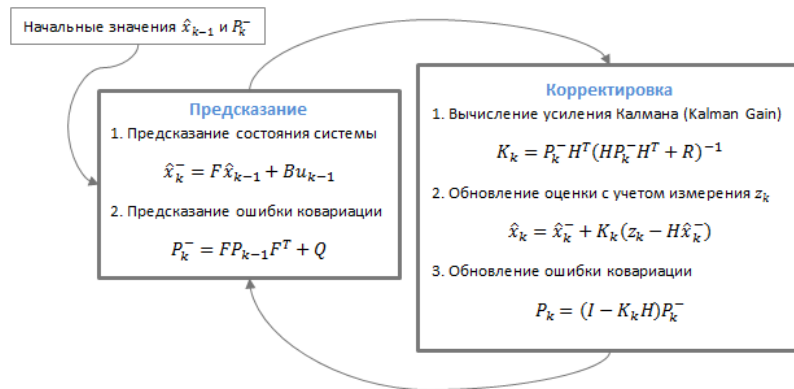 Начальные значения x̂ₖ₋₁ и Pₖ⁻
Предсказание
1. Предсказание состояния системы
x̂ₖ⁻ = Fx̂ₖ₋₁ + Buₖ₋₁
2. Предсказание ошибки ковариации
Pₖ⁻ = FPₖ₋₁Fᵀ + Q
Корректировка
1. Вычисление усиления Калмана (Kalman Gain)
Kₖ = Pₖ⁻Hᵀ(HPₖ⁻Hᵀ + R)⁻¹
2. Обновление оценки с учетом измерения zₖ
x̂ₖ = x̂ₖ⁻ + Kₖ(zₖ − Hx̂ₖ⁻)
3. Обновление ошибки ковариации
Pₖ = (I − KₖH)Pₖ⁻